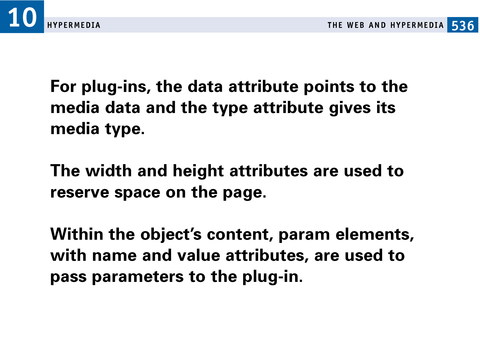 10
HYPERMEDIA
THE WEB AND HYPERMEDIA 536
For plug-ins, the data attribute points to the
media data and the type attribute gives its
media type.
The width and height attributes are used to
reserve space on the page.
Within the object’s content, param elements,
with name and value attributes, are used to
pass parameters to the plug-in.